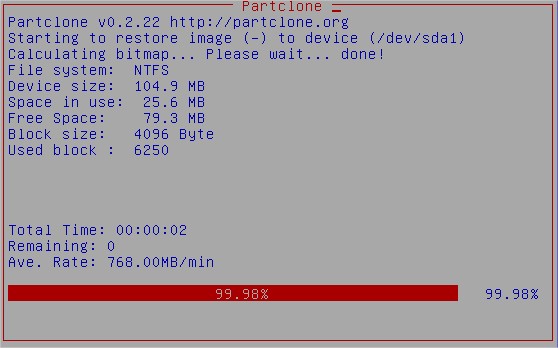 Partclone
Partclone v0.2.22 http://partclone.org
Starting to restore image (-) to device (/dev/sda1)
Calculating bitmap... Please wait... done!
File system:  NTFS
Device size:  104.9 MB
Space in use:  25.6 MB
Free Space:    79.3 MB
Block size:   4096 Byte
Used block :  6250
Total Time: 00:00:02
Remaining: 0
Ave. Rate: 768.00MB/min
99.98% 99.98%